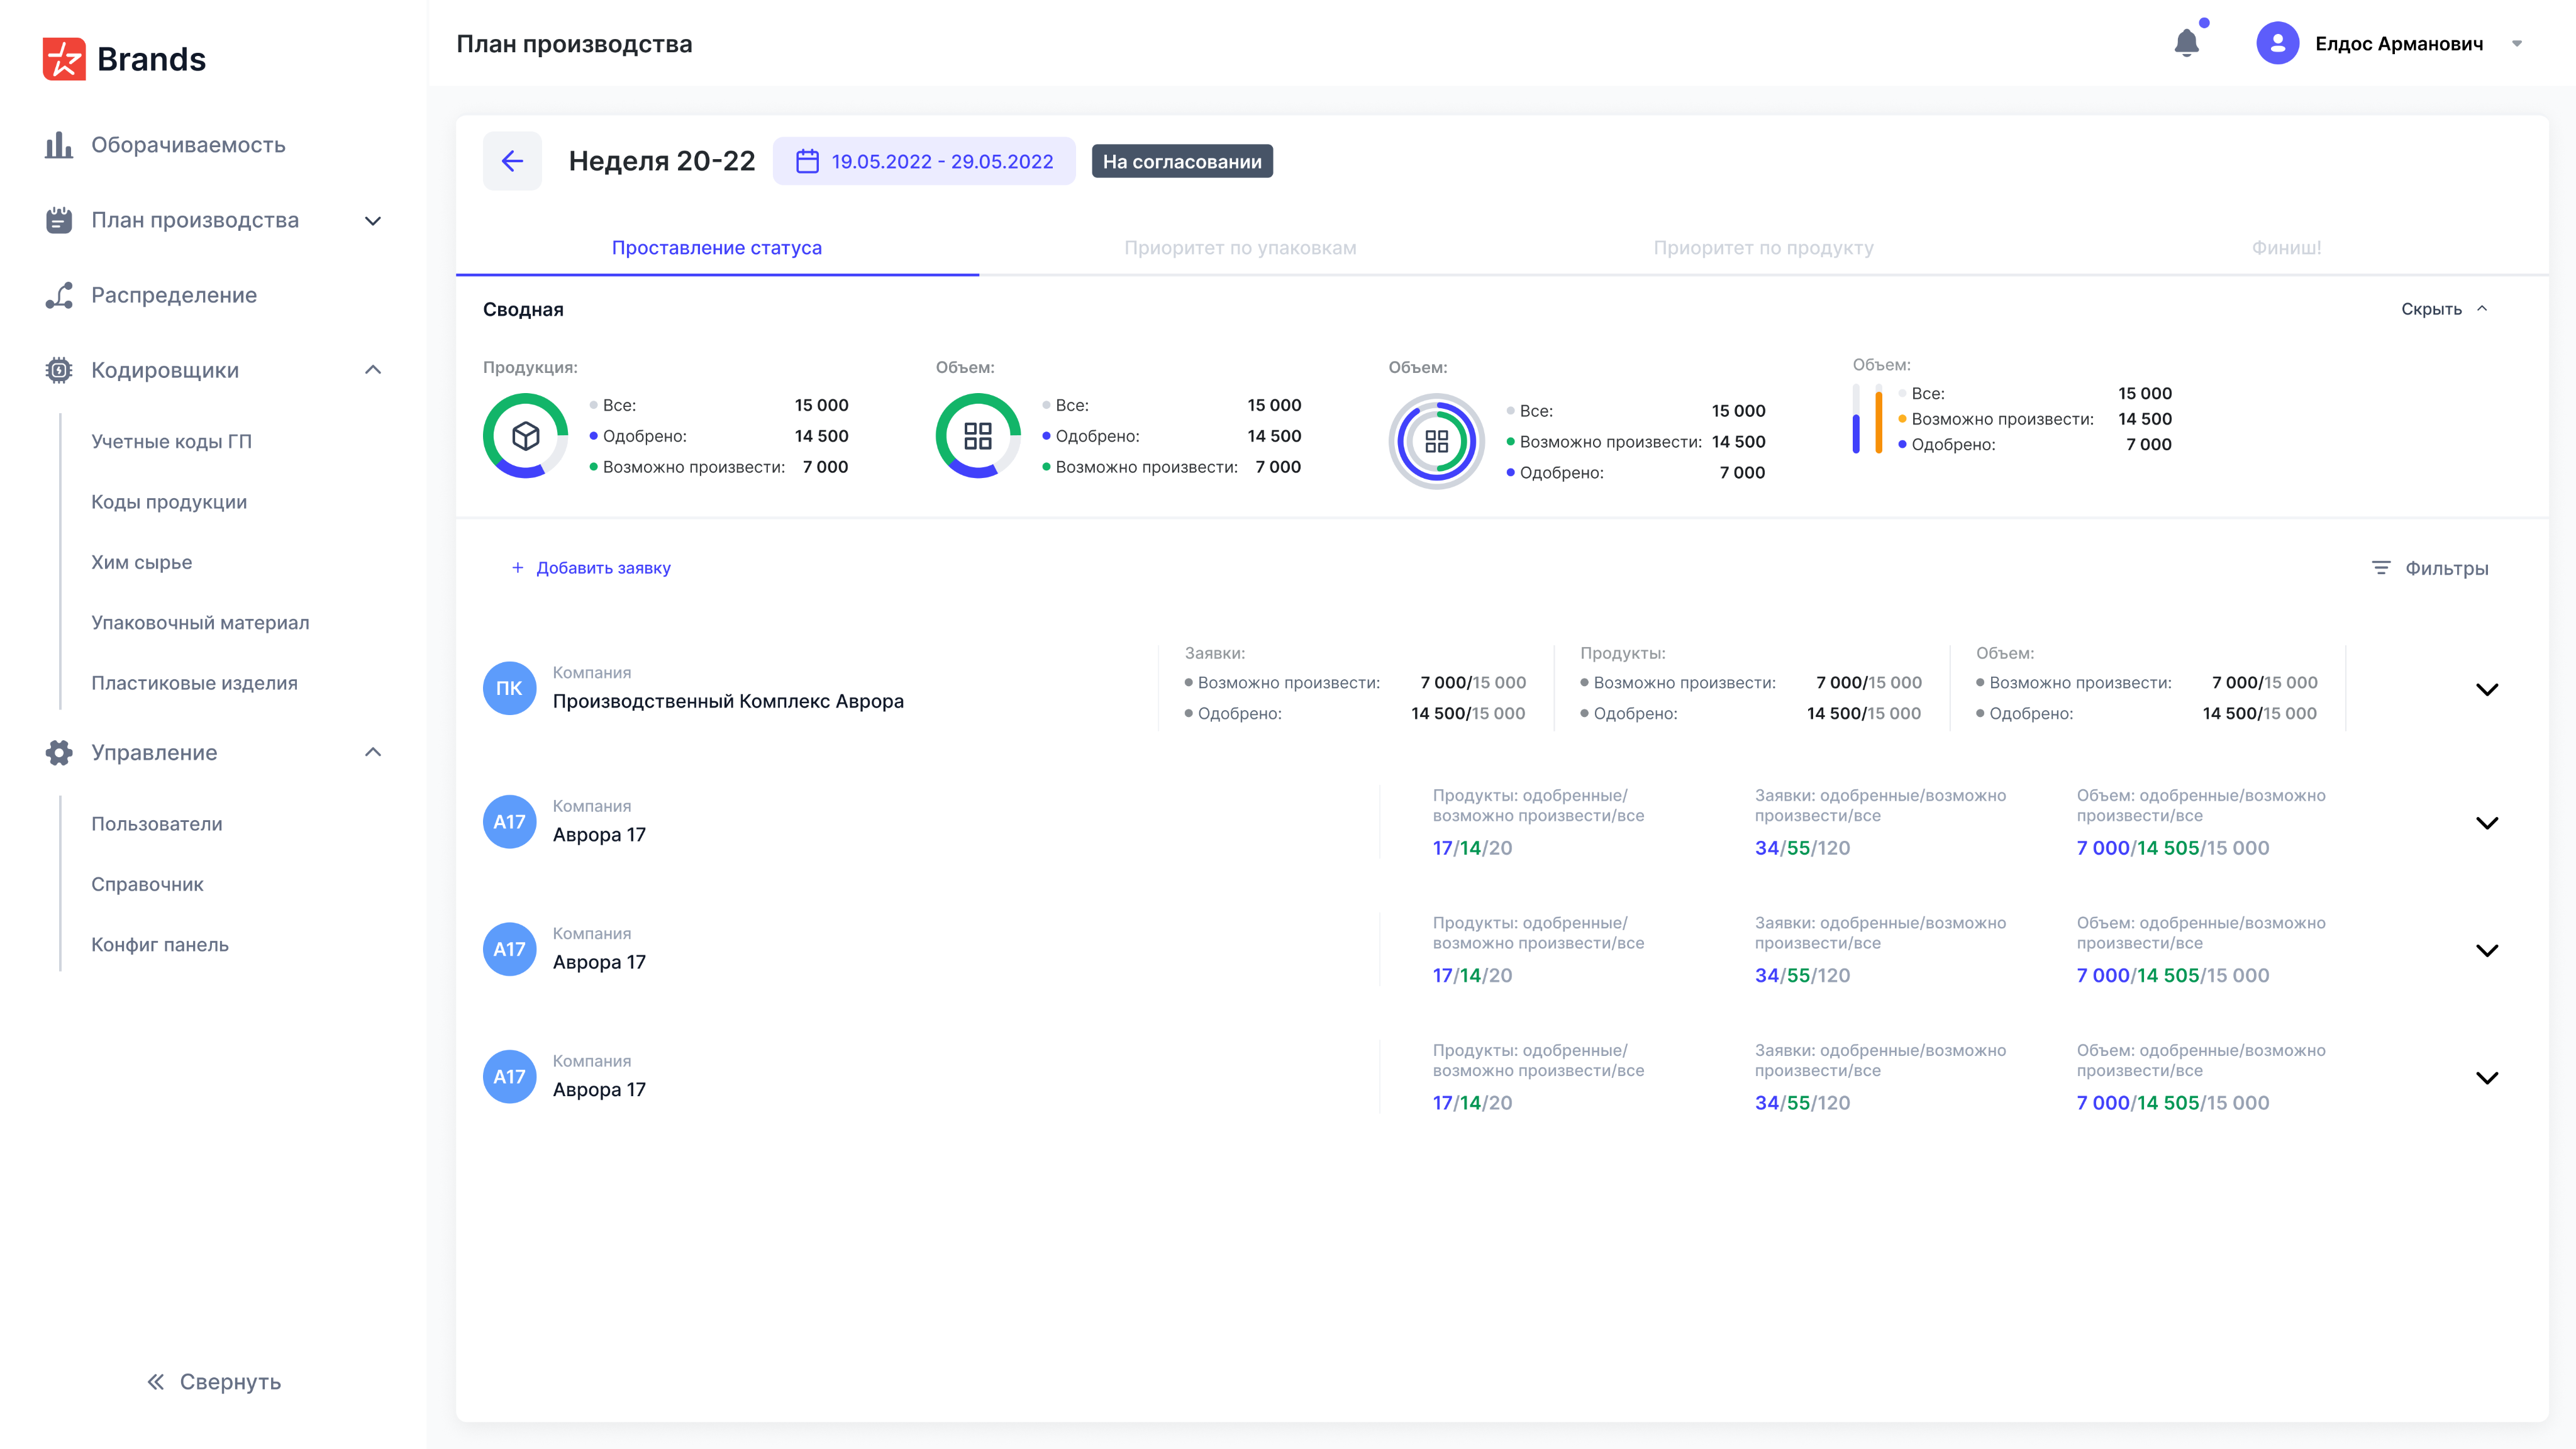 Brands
Оборачиваемость
План производства
Распределение
Кодировщики
Учетные коды ГП
Коды продукции
Хим сырье
Упаковочный материал
Пластиковые изделия
Управление
Пользователи
Справочник
Конфиг панель
Свернуть
План производства
Елдос Арманович
Неделя 20-22
19.05.2022 - 29.05.2022
На согласовании
Проставление статуса
Приоритет по упаковкам
Приоритет по продукту
Финиш!
Сводная
Скрыть
Продукция:
Все: 15 000
Одобрено: 14 500
Возможно произвести: 7 000
Объем:
Все: 15 000
Одобрено: 14 500
Возможно произвести: 7 000
Объем:
Все: 15 000
Возможно произвести: 14 500
Одобрено: 7 000
Объем:
Все: 15 000
Возможно произвести: 14 500
Одобрено: 7 000
+ Добавить заявку
Фильтры
ПК
Компания
Производственный Комплекс Аврора
Заявки:
Возможно произвести: 7 000/15 000
Одобрено: 14 500/15 000
Продукты:
Возможно произвести: 7 000/15 000
Одобрено: 14 500/15 000
Объем:
Возможно произвести: 7 000/15 000
Одобрено: 14 500/15 000
А17
Компания
Аврора 17
Продукты: одобренные/
возможно произвести/все
17/14/20
Заявки: одобренные/возможно
произвести/все
34/55/120
Объем: одобренные/возможно
произвести/все
7 000/14 505/15 000
А17
Компания
Аврора 17
Продукты: одобренные/
возможно произвести/все
17/14/20
Заявки: одобренные/возможно
произвести/все
34/55/120
Объем: одобренные/возможно
произвести/все
7 000/14 505/15 000
А17
Компания
Аврора 17
Продукты: одобренные/
возможно произвести/все
17/14/20
Заявки: одобренные/возможно
произвести/все
34/55/120
Объем: одобренные/возможно
произвести/все
7 000/14 505/15 000